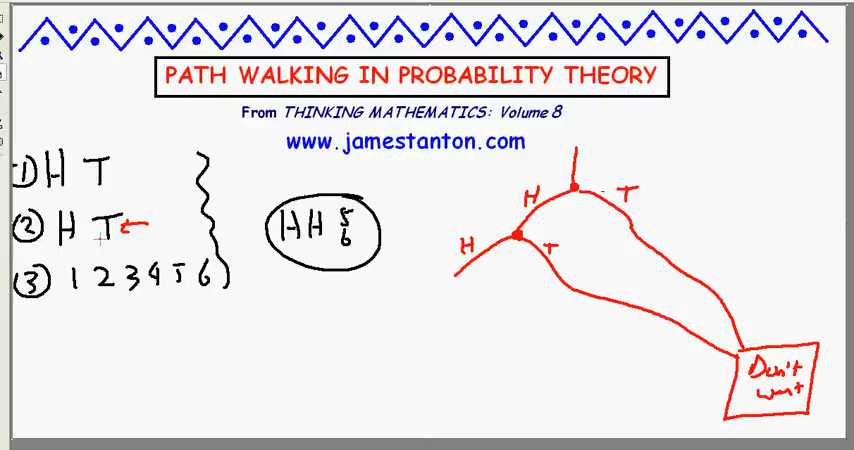 PATH WALKING IN PROBABILITY THEORY
From THINKING MATHEMATICS: Volume 8
www.jamestanton.com
① H T
② H T
③ 1 2 3 4 5 6
HH 5
6
H T
H T
Don't
want